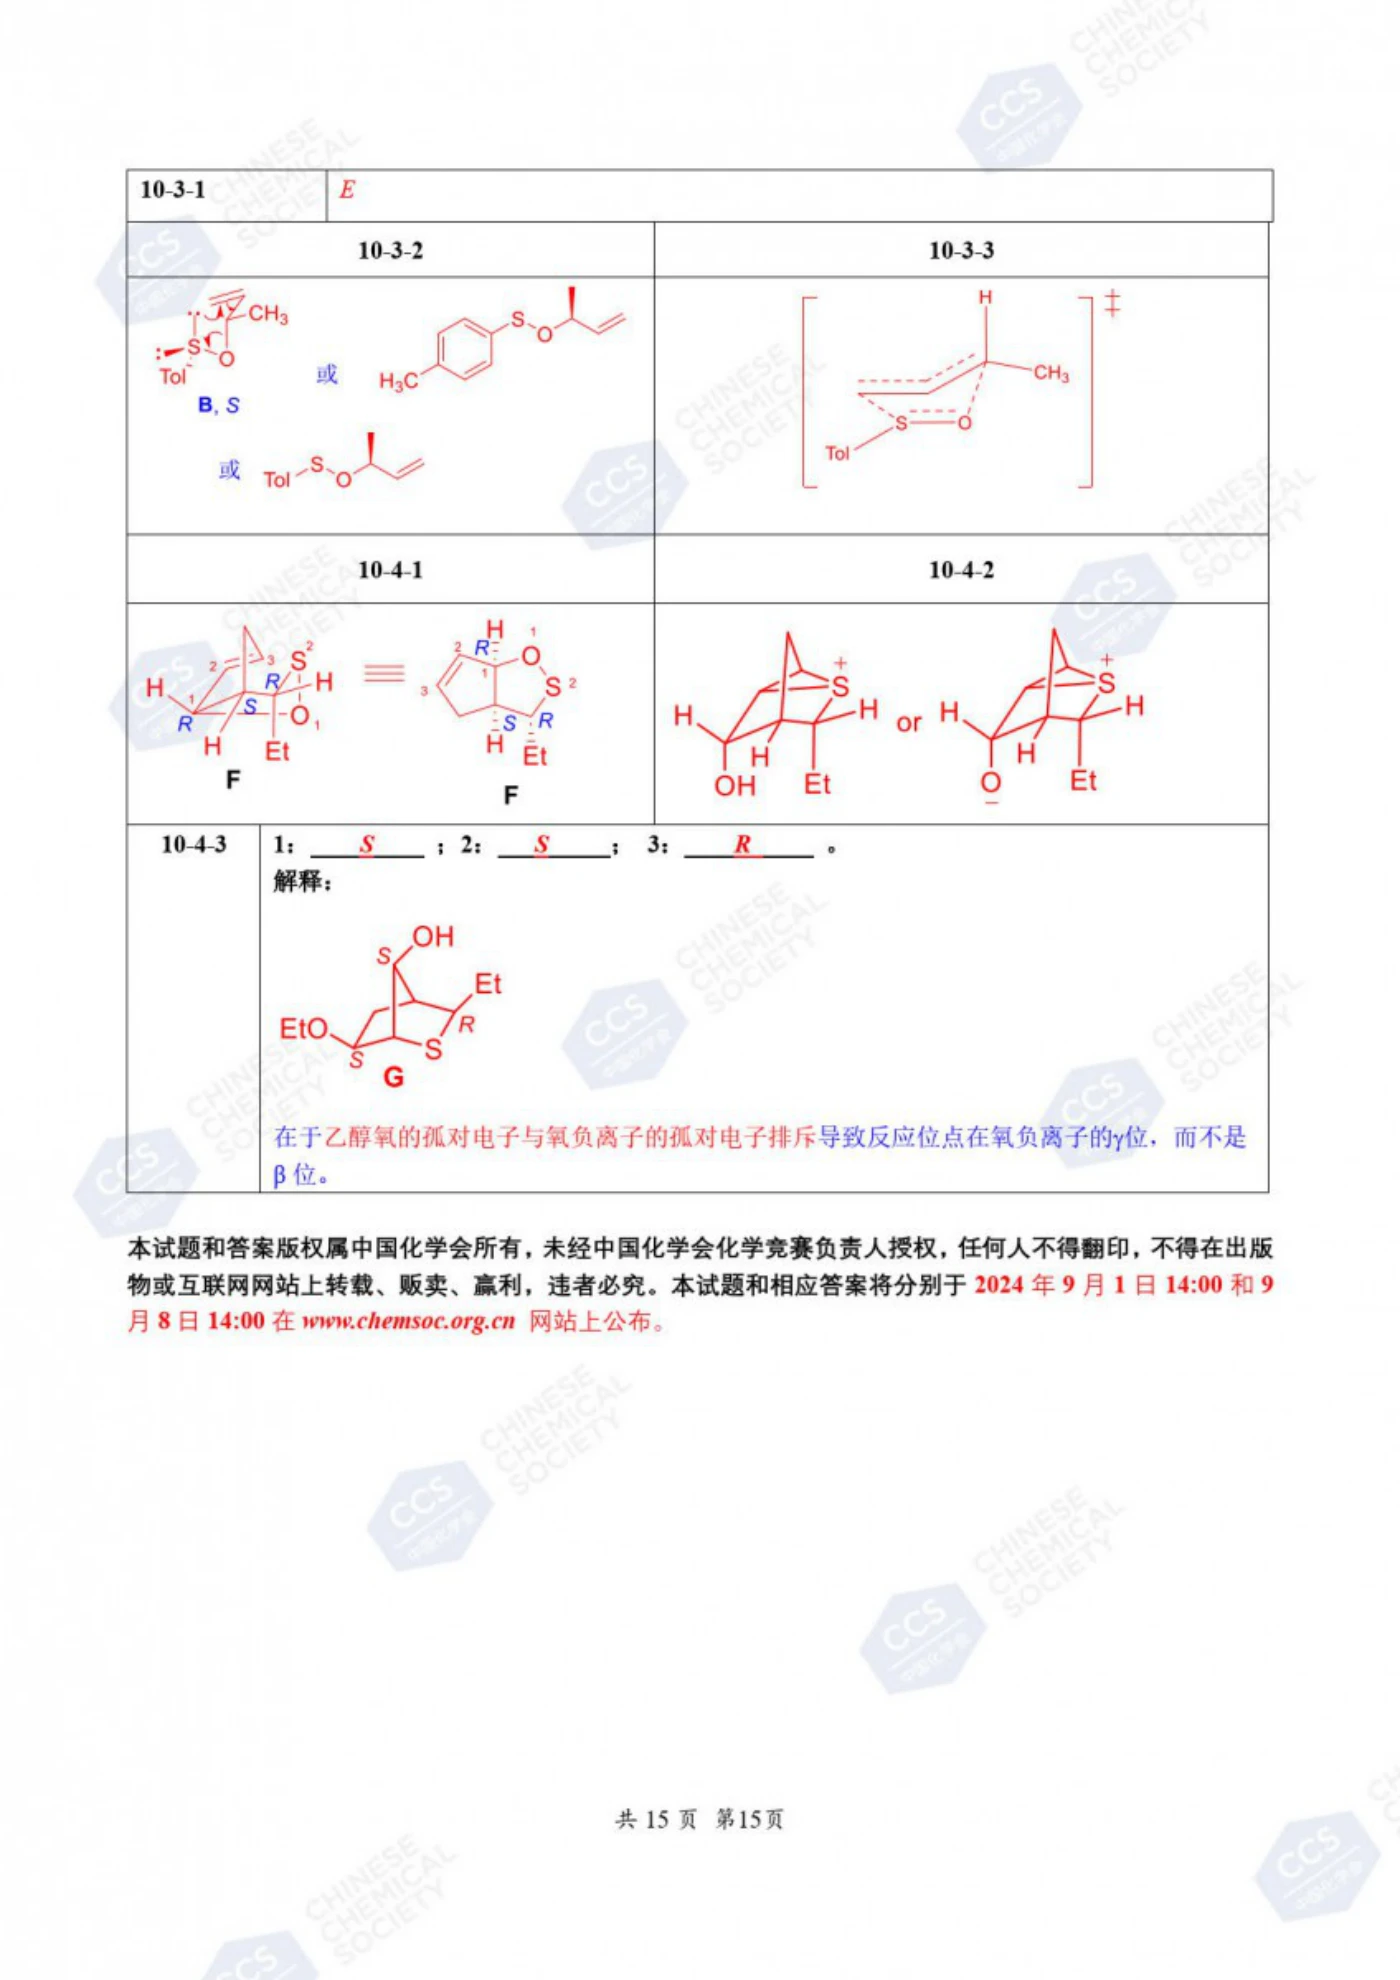 10-3-1 E
10-3-2 10-3-3
H
CH₃ CH₃
S O S O
Tol 或 H₃C
B, S
S O
Tol
或 Tol S O
‡
10-4-1 10-4-2
F F
H H OH Et S + or H H O − Et S + H
10-4-3 1: S ; 2: S ; 3: R 。
解释:
S OH
Et
EtO R
S S
G
在于乙醇氧的孤对电子与氧负离子的孤对电子排斥导致反应位点在氧负离子的γ位，而不是
β 位。
本试题和答案版权属中国化学会所有，未经中国化学会化学竞赛负责人授权，任何人不得翻印，不得在出版
物或互联网网站上转载、贩卖、赢利，违者必究。本试题和相应答案将分别于 2024 年 9 月 1 日 14:00 和 9
月 8 日 14:00 在 www.chemsoc.org.cn 网站上公布。
共 15 页 第15页
CCS
中国化学会
CHINESE
CHEMICAL
SOCIETY